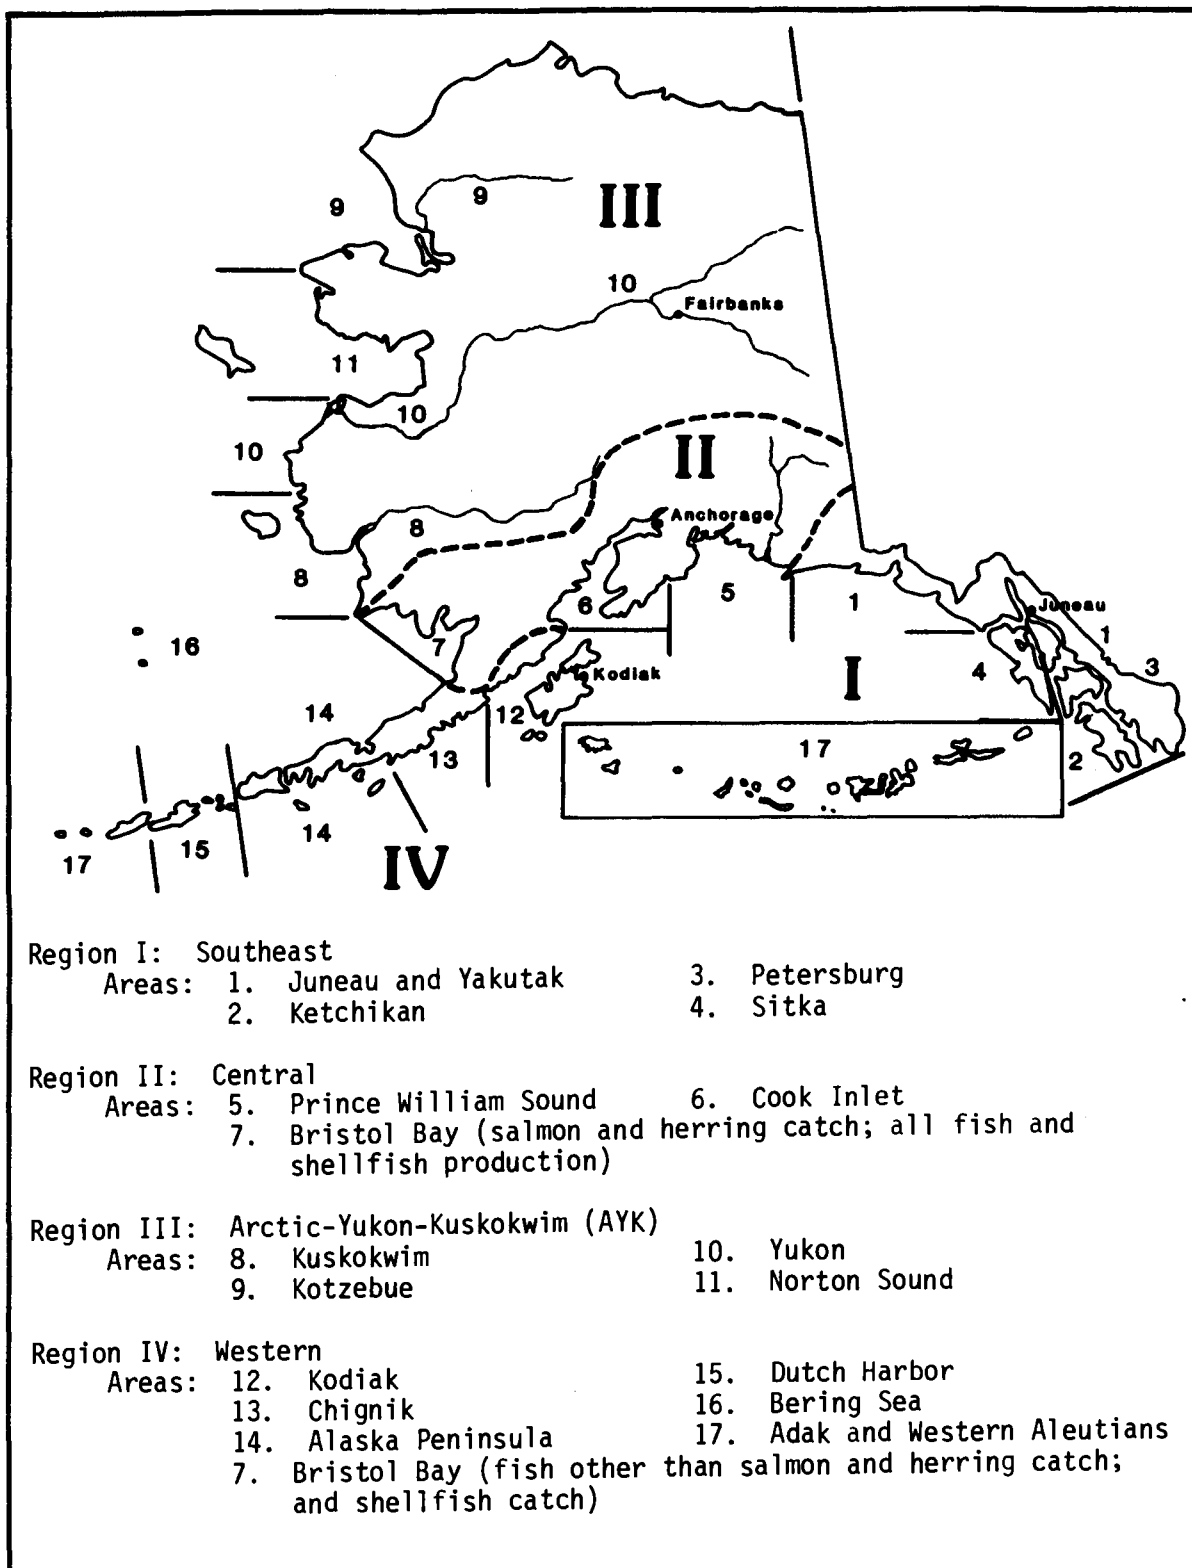 9
9
III
10
Fairbanks
11
10
10
II
8
Anchorage
8
6
5
1
Juneau
16
7
4
1
3
Kodiak
I
14
12
13
17
2
14
15
17
IV
Region I: Southeast
Areas: 1. Juneau and Yakutak 3. Petersburg
2. Ketchikan 4. Sitka
Region II: Central
Areas: 5. Prince William Sound 6. Cook Inlet
7. Bristol Bay (salmon and herring catch; all fish and
shellfish production)
Region III: Arctic-Yukon-Kuskokwim (AYK)
Areas: 8. Kuskokwim 10. Yukon
9. Kotzebue 11. Norton Sound
Region IV: Western
Areas: 12. Kodiak 15. Dutch Harbor
13. Chignik 16. Bering Sea
14. Alaska Peninsula 17. Adak and Western Aleutians
7. Bristol Bay (fish other than salmon and herring catch;
and shellfish catch)